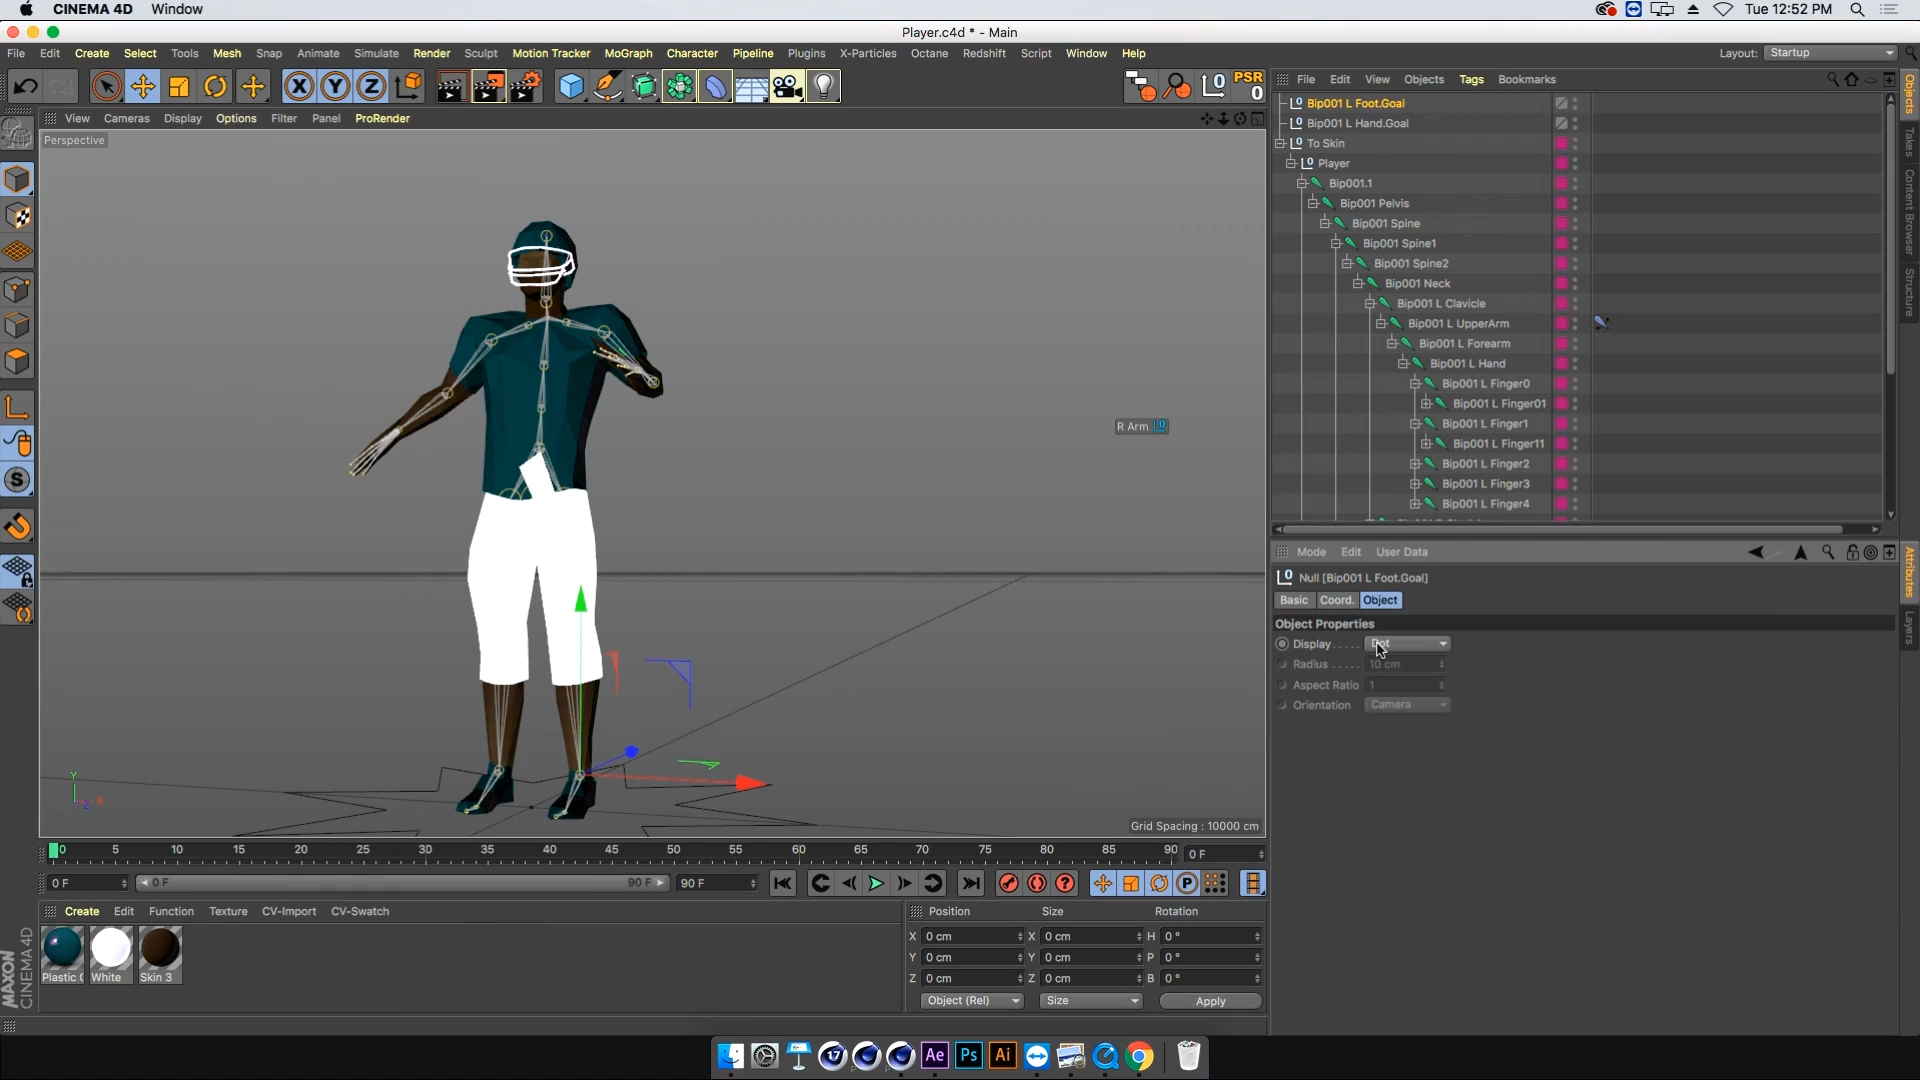 CINEMA 4D Window
Tue 12:52 PM
Player.c4d * - Main
File Edit Create Select Tools Mesh Snap Animate Simulate Render Sculpt Motion Tracker MoGraph Character Pipeline Plugins X-Particles Octane Redshift Script Window Help
Layout: Startup
X Y Z
PSR
0
File Edit View Objects Tags Bookmarks
View Cameras Display Options Filter Panel ProRender
Perspective
Bip001 L Foot.Goal
Bip001 L Hand.Goal
To Skin
Player
Bip001.1
Bip001 Pelvis
Bip001 Spine
Bip001 Spine1
Bip001 Spine2
Bip001 Neck
Bip001 L Clavicle
Bip001 L UpperArm
Bip001 L Forearm
Bip001 L Hand
Bip001 L Finger0
Bip001 L Finger01
Bip001 L Finger1
Bip001 L Finger11
Bip001 L Finger2
Bip001 L Finger3
Bip001 L Finger4
Objects
Takes
Content Browser
Structure
R Arm
Mode Edit User Data
Null [Bip001 L Foot.Goal]
Basic Coord. Object
Object Properties
Display . . . . . Dot
Radius . . . . . 10 cm
Aspect Ratio 1
Orientation Camera
Attributes
Layers
Y
Z X
Grid Spacing : 10000 cm
0 5 10 15 20 25 30 35 40 45 50 55 60 65 70 75 80 85 90 0 F
0 F 0 F 90 F 90 F
Create Edit Function Texture CV-Import CV-Swatch
Plastic White Skin 3
MAXON
CINEMA 4D
Position Size Rotation
X 0 cm X 0 cm H 0 °
Y 0 cm Y 0 cm P 0 °
Z 0 cm Z 0 cm B 0 °
Object (Rel) Size Apply
17 Ae Ps Ai